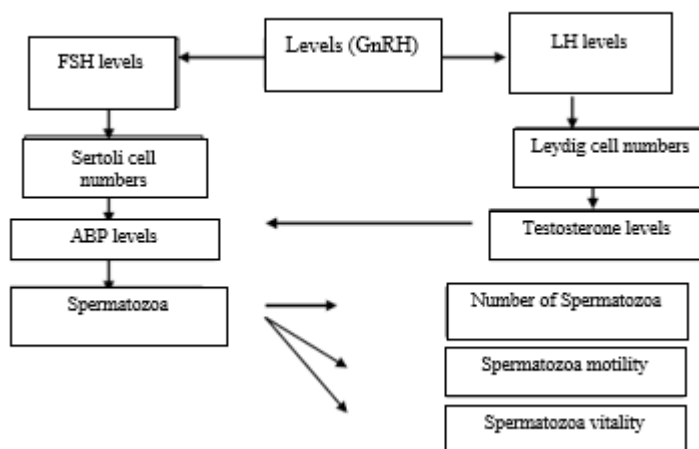 FSH levels
Levels (GnRH)
LH levels
Sertoli cell
numbers
Leydig cell numbers
ABP levels
Testosterone levels
Spermatozoa
Number of Spermatozoa
Spermatozoa motility
Spermatozoa vitality